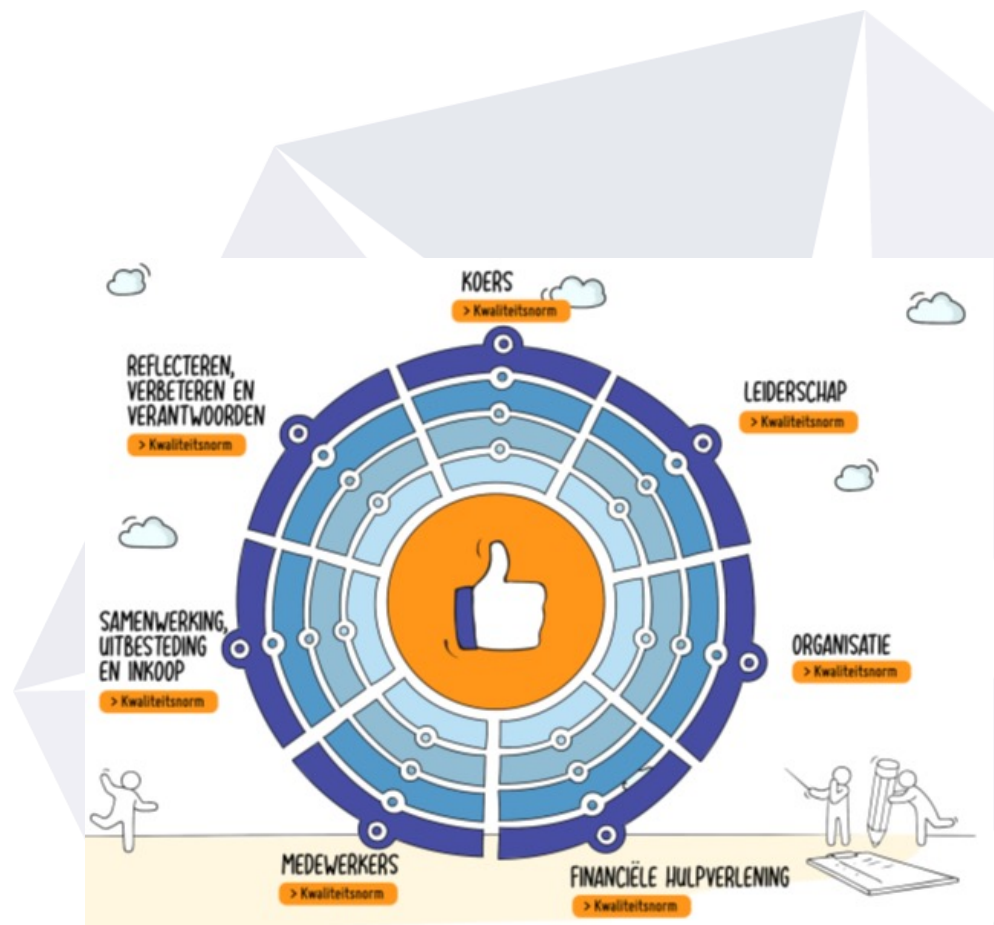 KOERS
> Kwaliteitsnorm
REFLECTEREN,
VERBETEREN EN
VERANTWOORDEN
> Kwaliteitsnorm
LEIDERSCHAP
> Kwaliteitsnorm
SAMENWERKING,
UITBESTEDING
EN INKOOP
> Kwaliteitsnorm
ORGANISATIE
> Kwaliteitsnorm
MEDEWERKERS
> Kwaliteitsnorm
FINANCIËLE HULPVERLENING
> Kwaliteitsnorm